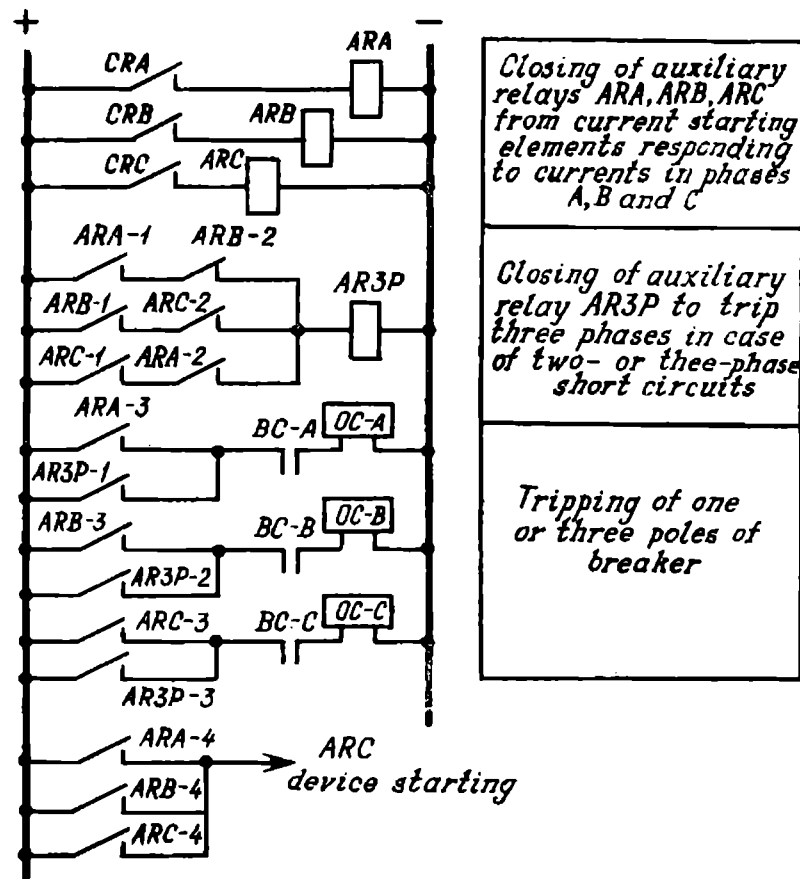 +
−
CRA
ARA
CRB
ARB
CRC
ARC
ARA-1
ARB-2
ARB-1
ARC-2
AR3P
ARC-1
ARA-2
ARA-3
BC-A
OC-A
AR3P-1
ARB-3
BC-B
OC-B
AR3P-2
ARC-3
BC-C
OC-C
AR3P-3
ARA-4
ARC
device starting
ARB-4
ARC-4
Closing of auxiliary
relays ARA, ARB, ARC
from current starting
elements responding
to currents in phases
A, B and C
Closing of auxiliary
relay AR3P to trip
three phases in case
of two- or thee-phase
short circuits
Tripping of one
or three poles of
breaker